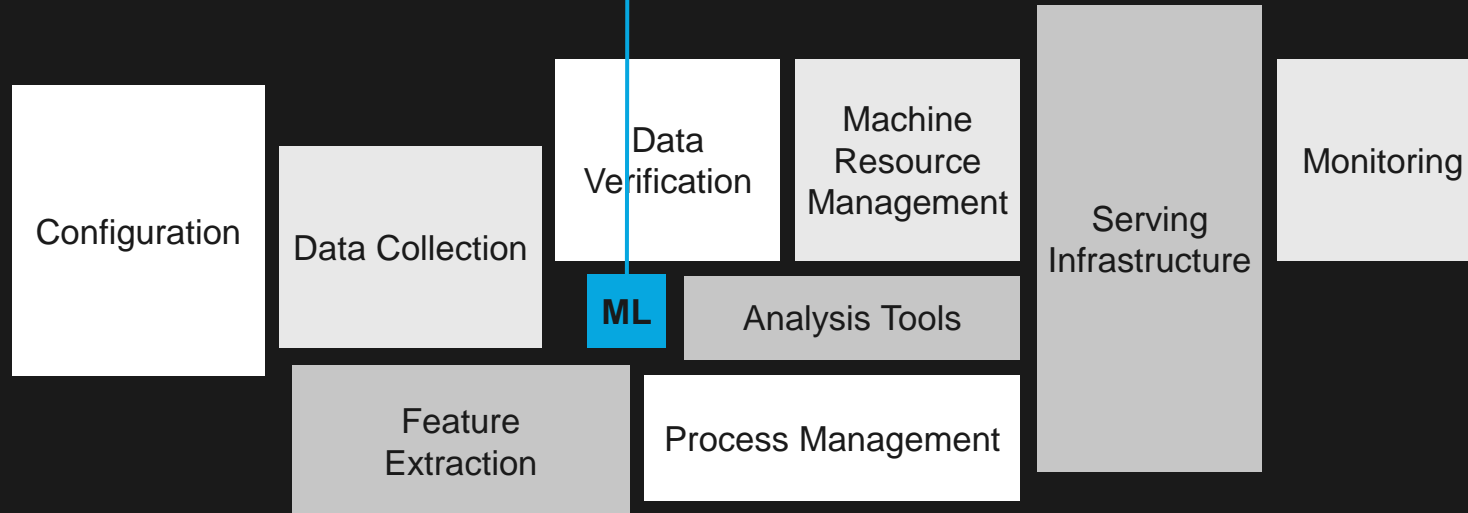 Configuration
Data Collection
Data
Verification
Machine
Resource
Management
Serving
Infrastructure
Monitoring
ML
Analysis Tools
Feature
Extraction
Process Management